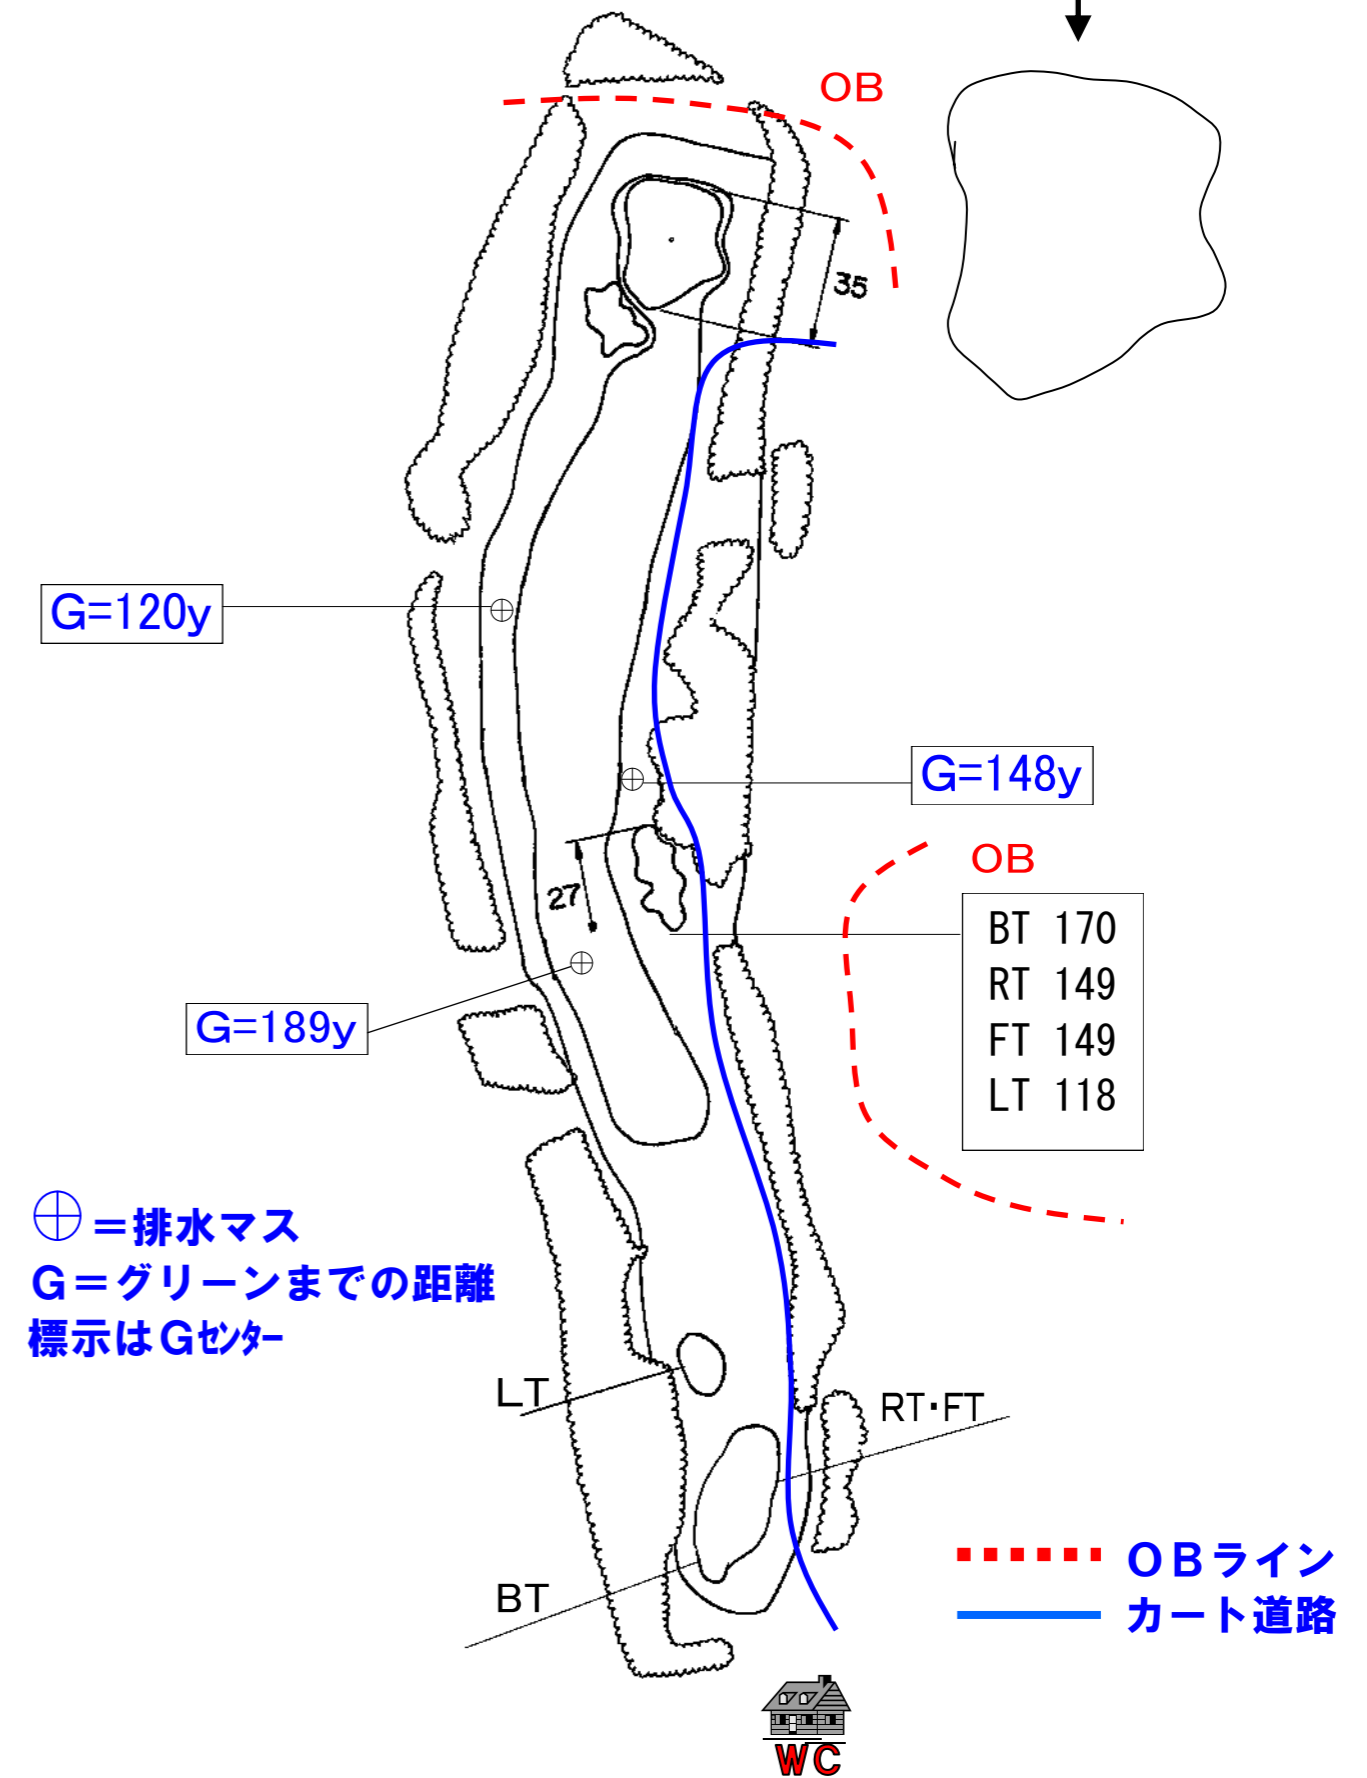 OB
35
G=120y
G=148y
OB
27
BT 170
RT 149
FT 149
LT 118
G=189y
⊕=排水マス
G=グリーンまでの距離
標示はGセンター
LT
RT・FT
BT
OBライン
カート道路
WC